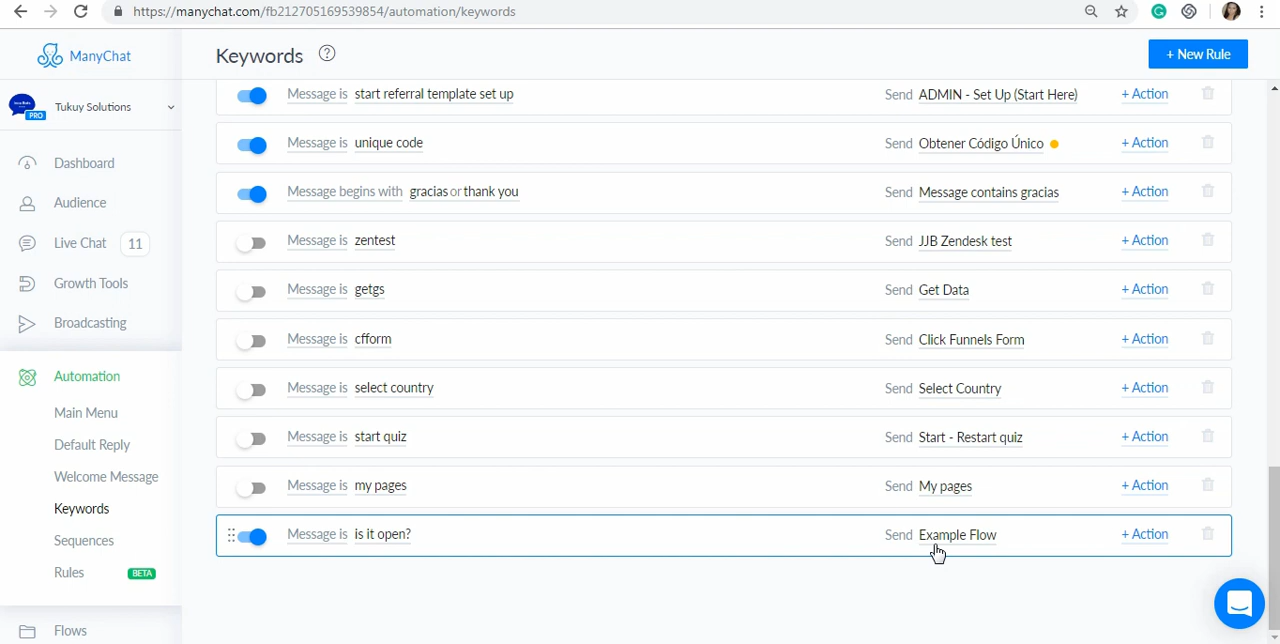 https://manychat.com/fb212705169539854/automation/keywords
ManyChat
Keywords ?
+ New Rule
PRO
Tukuy Solutions
Dashboard
Audience
Live Chat 11
Growth Tools
Broadcasting
Automation
Main Menu
Default Reply
Welcome Message
Keywords
Sequences
Rules BETA
Flows
Message is start referral template set up Send ADMIN - Set Up (Start Here) + Action
Message is unique code Send Obtener Código Único + Action
Message begins with gracias or thank you Send Message contains gracias + Action
Message is zentest Send JJB Zendesk test + Action
Message is getgs Send Get Data + Action
Message is cfform Send Click Funnels Form + Action
Message is select country Send Select Country + Action
Message is start quiz Send Start - Restart quiz + Action
Message is my pages Send My pages + Action
Message is is it open? Send Example Flow + Action